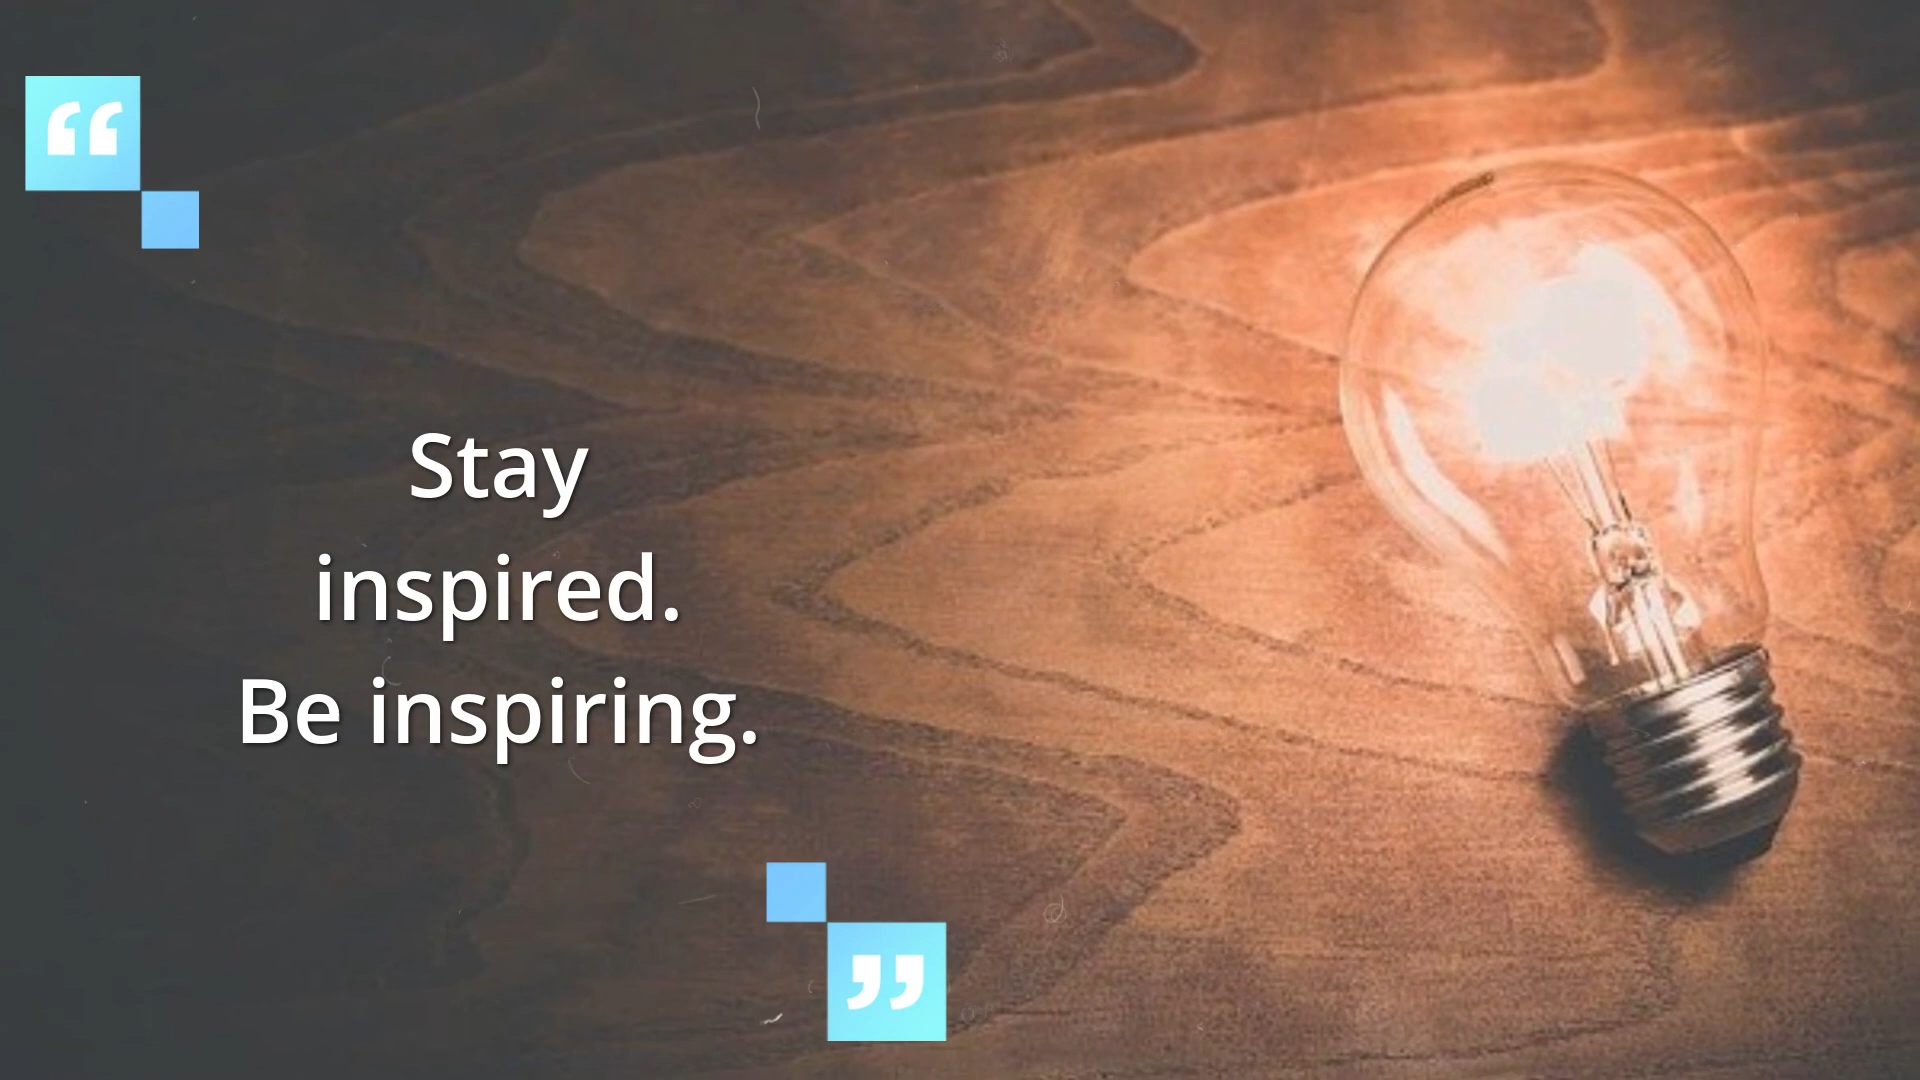 “
Stay
inspired.
Be inspiring.
”